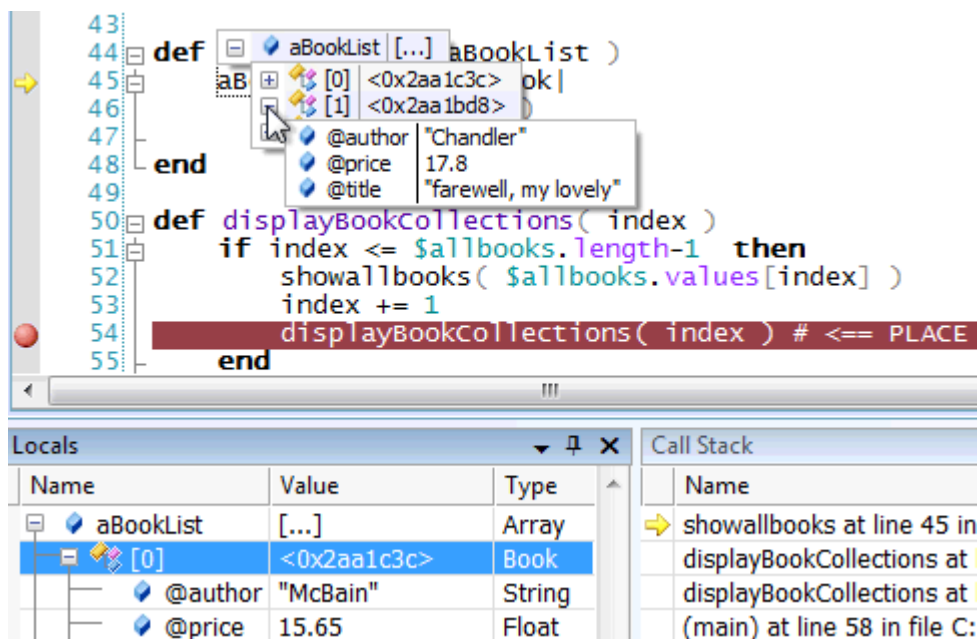 43
44 def aBookList [...] aBookList )
45 aB [0] <0x2aa1c3c> ok|
46 [1] <0x2aa1bd8> )
47 @author "Chandler"
@price 17.8
48 end @title "farewell, my lovely"
49
50 def displayBookCollections( index )
51 if index <= $allbooks.length-1 then
52 showallbooks( $allbooks.values[index] )
53 index += 1
54 displayBookCollections( index ) # <== PLACE
55 end
Locals
Name Value Type
aBookList [...] Array
[0] <0x2aa1c3c> Book
@author "McBain" String
@price 15.65 Float
Call Stack
Name
showallbooks at line 45 in
displayBookCollections at
displayBookCollections at
(main) at line 58 in file C: